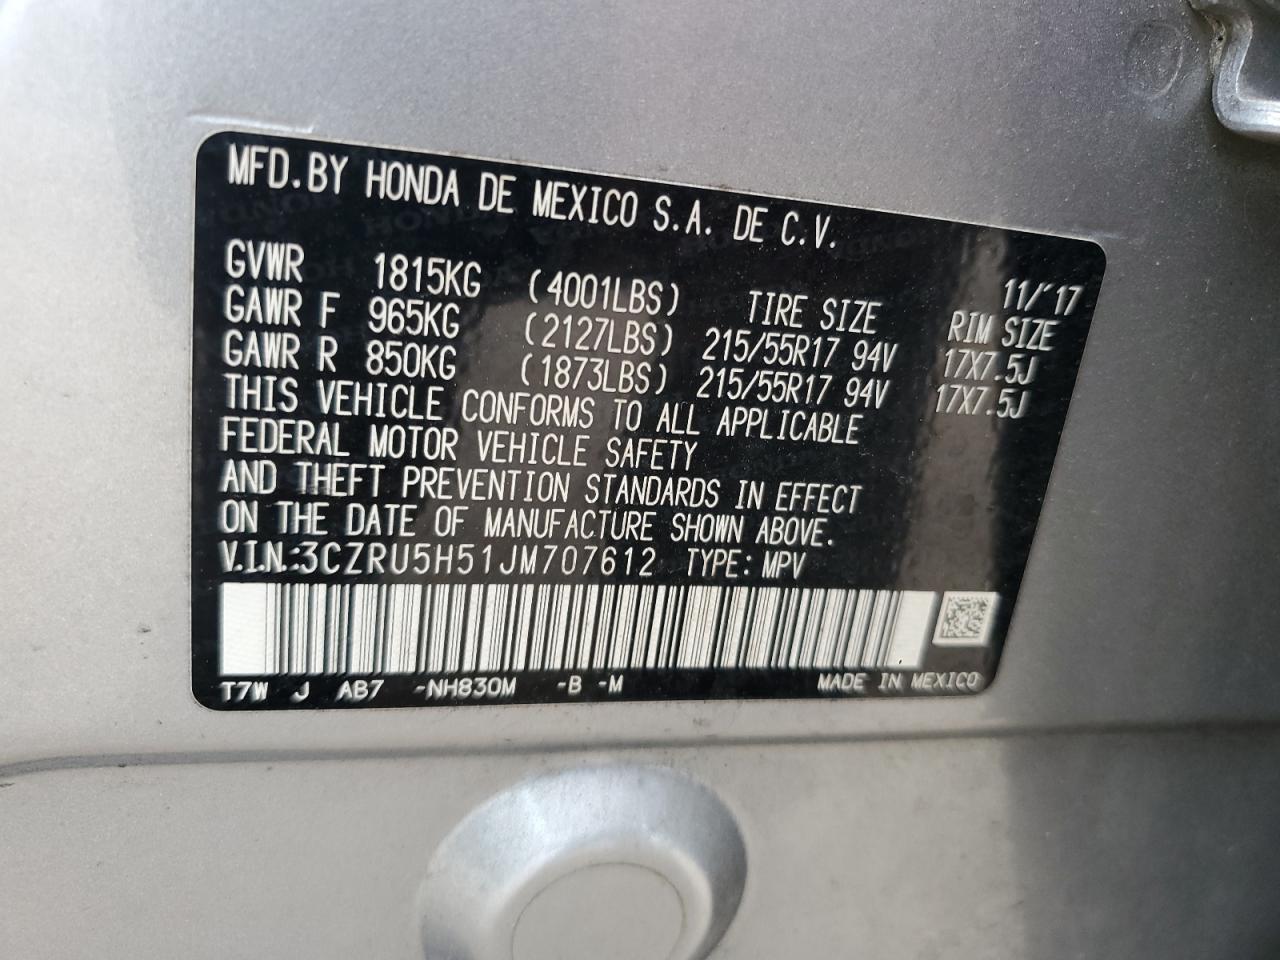 MFD.BY HONDA DE MEXICO S.A. DE C.V.
11/'17
GVWR 1815KG (4001LBS) TIRE SIZE RIM SIZE
GAWR F 965KG (2127LBS) 215/55R17 94V 17X7.5J
GAWR R 850KG (1873LBS) 215/55R17 94V 17X7.5J
THIS VEHICLE CONFORMS TO ALL APPLICABLE
FEDERAL MOTOR VEHICLE SAFETY
AND THEFT PREVENTION STANDARDS IN EFFECT
ON THE DATE OF MANUFACTURE SHOWN ABOVE.
V.I.N.:3CZRU5H51JM707612 TYPE: MPV
T7W J AB7 -NH830M -B -M MADE IN MEXICO